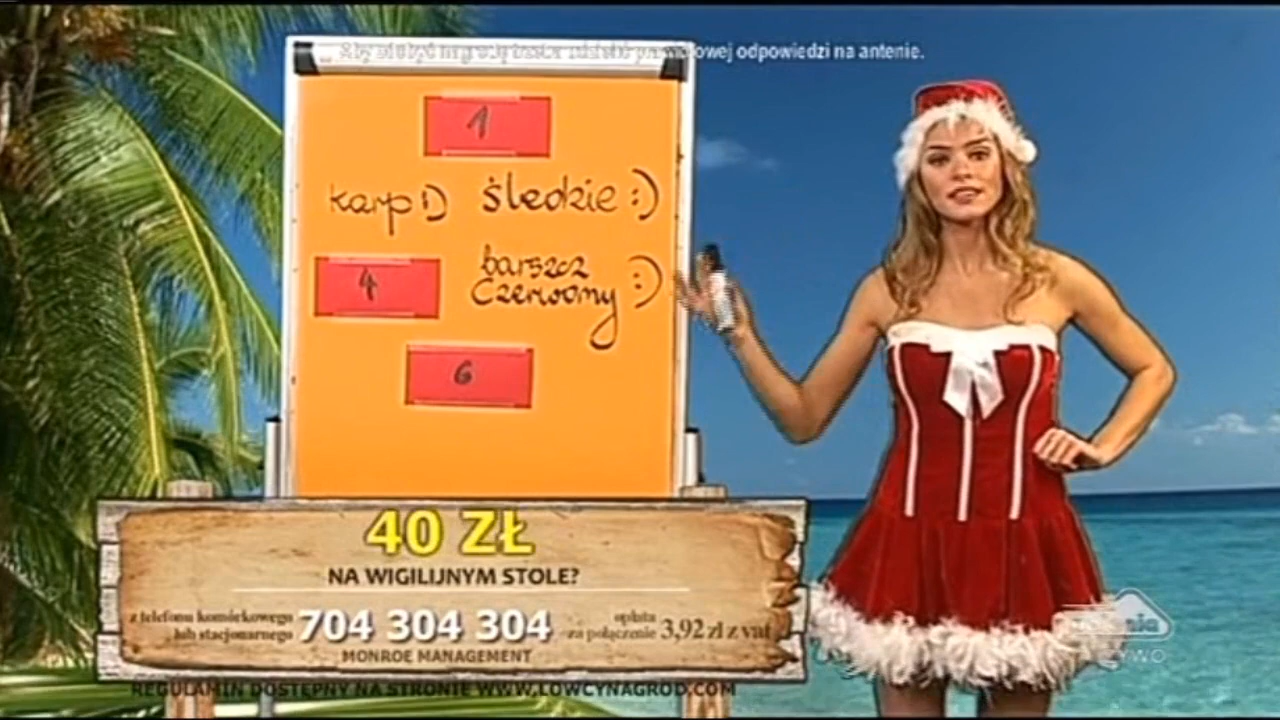 odpowiedzi na antenie.
1
karp :) śledzie :)
4 barszcz
czerwony :)
6
40 ZŁ
NA WIGILIJNYM STOLE?
z telefonu komórkowego
lub stacjonarnego
704 304 304
opłata
za połączenie 3,92 zł z vat
MONROE MANAGEMENT
REGULAMIN DOSTĘPNY NA STRONIE WWW.LOWCYNAGROD.COM